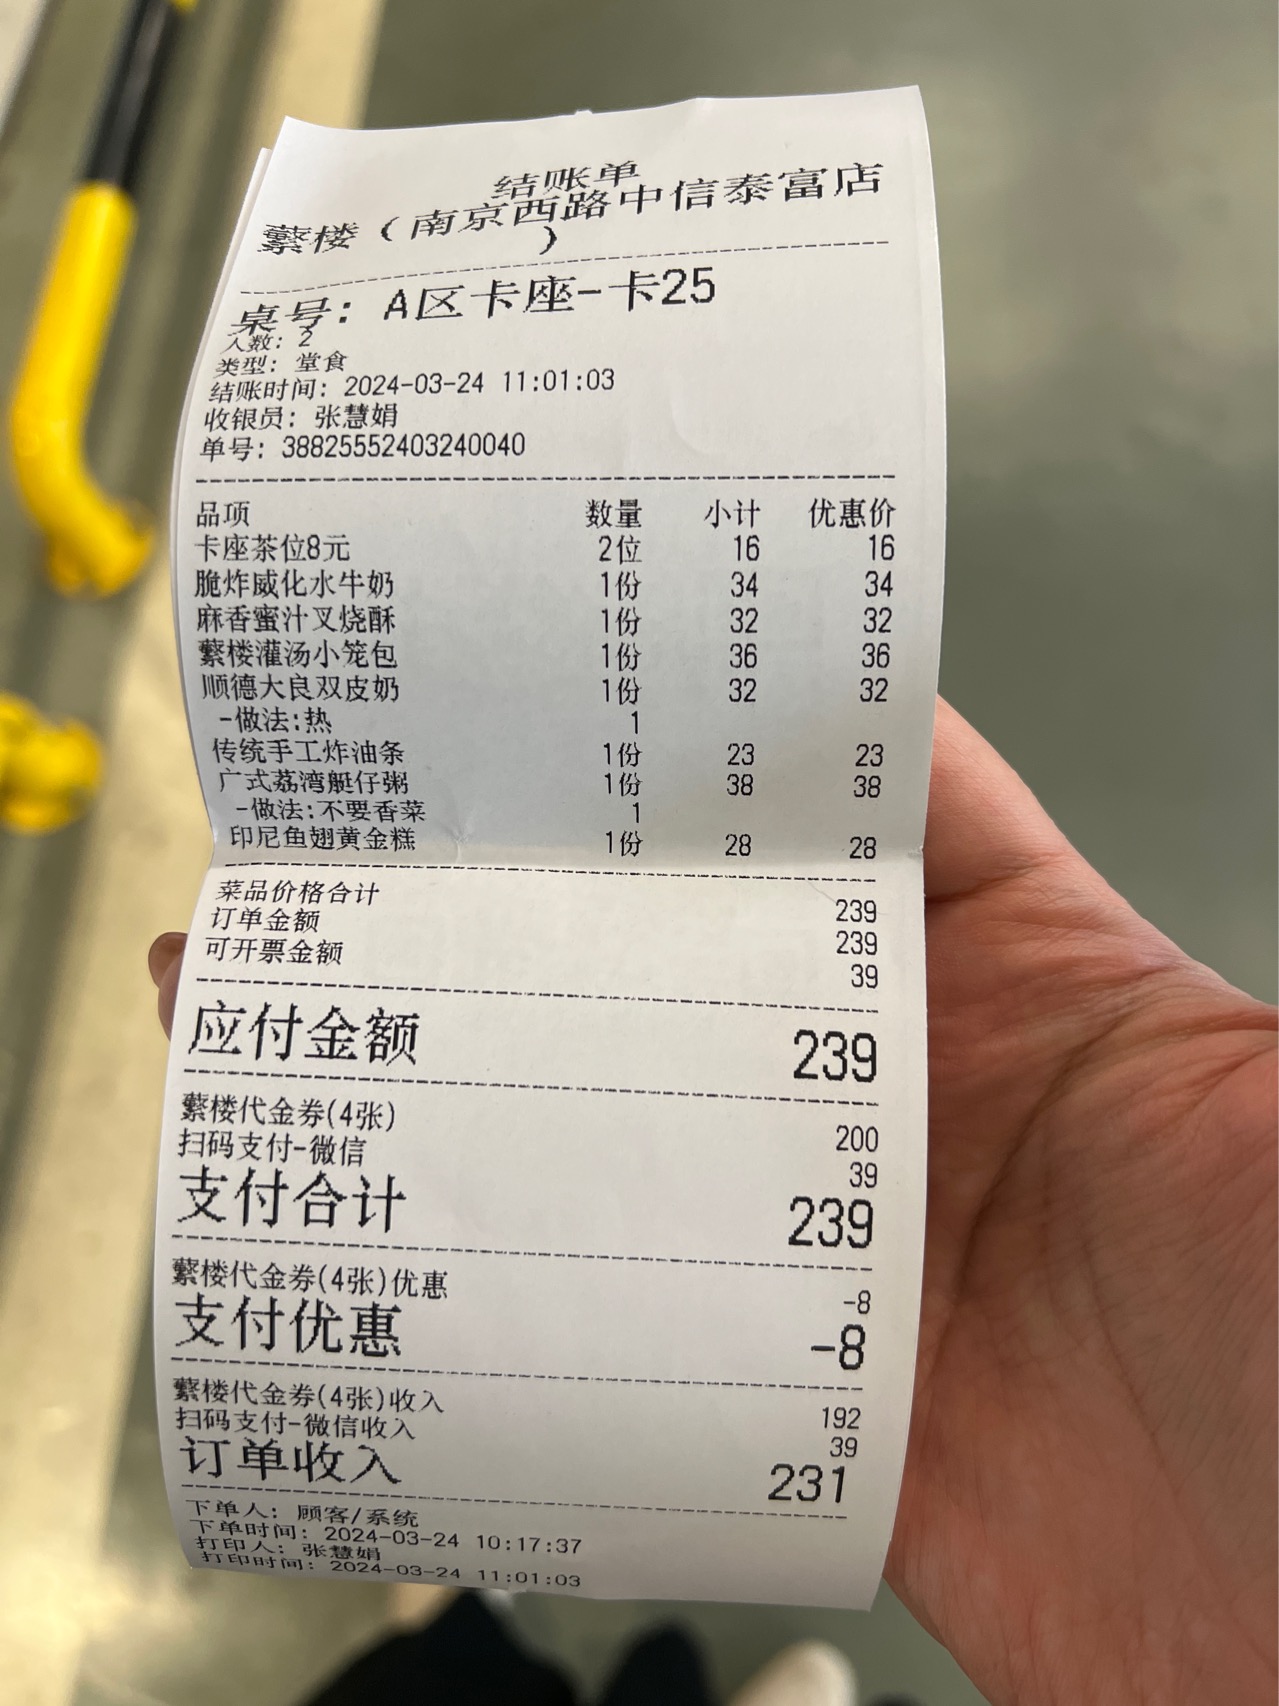 结账单
蘩楼（南京西路中信泰富店
）
桌号: A区卡座-卡25
人数: 2
类型: 堂食
结账时间: 2024-03-24 11:01:03
收银员: 张慧娟
单号: 38825552403240040
品项 数量 小计 优惠价
卡座茶位8元 2位 16 16
脆炸威化水牛奶 1份 34 34
麻香蜜汁叉烧酥 1份 32 32
蘩楼灌汤小笼包 1份 36 36
顺德大良双皮奶 1份 32 32
-做法:热 1
传统手工炸油条 1份 23 23
广式荔湾艇仔粥 1份 38 38
-做法:不要香菜 1
印尼鱼翅黄金糕 1份 28 28
菜品价格合计 239
订单金额 239
可开票金额 39
应付金额 239
蘩楼代金券(4张) 200
扫码支付-微信 39
支付合计 239
蘩楼代金券(4张)优惠 -8
支付优惠 -8
蘩楼代金券(4张)收入 192
扫码支付-微信收入 39
订单收入 231
下单人: 顾客/系统
下单时间: 2024-03-24 10:17:37
打印人: 张慧娟
打印时间: 2024-03-24 11:01:03